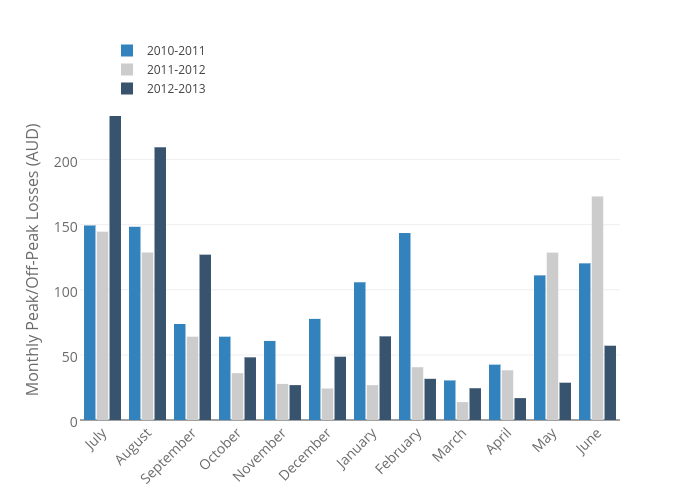 2010-2011
2011-2012
2012-2013
Monthly Peak/Off-Peak Losses (AUD)
200
150
100
50
0
July
August
September
October
November
December
January
February
March
April
May
June